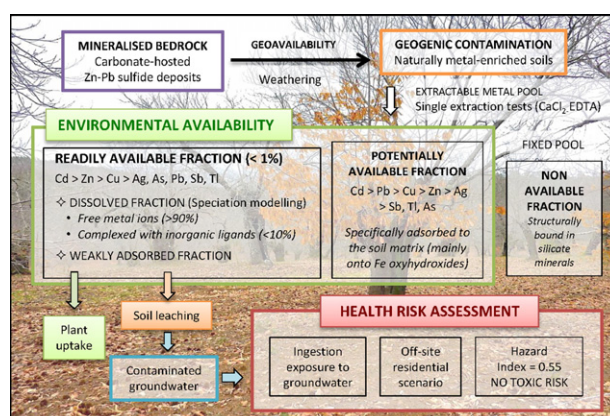 MINERALISED BEDROCK
Carbonate-hosted
Zn-Pb sulfide deposits
GEOAVAILABILITY
Weathering
GEOGENIC CONTAMINATION
Naturally metal-enriched soils
EXTRACTABLE METAL POOL
Single extraction tests (CaCl2, EDTA)
ENVIRONMENTAL AVAILABILITY
READILY AVAILABLE FRACTION (< 1%)
Cd > Zn > Cu > Ag, As, Pb, Sb, Tl
✧ DISSOLVED FRACTION (Speciation modelling)
• Free metal ions (>90%)
• Complexed with inorganic ligands (<10%)
✧ WEAKLY ADSORBED FRACTION
POTENTIALLY
AVAILABLE FRACTION
Cd > Pb > Cu > Zn > Ag
> Sb, Tl, As
Specifically adsorbed to
the soil matrix (mainly
onto Fe oxyhydroxides)
FIXED POOL
NON
AVAILABLE
FRACTION
Structurally
bound in
silicate
minerals
Plant
uptake
Soil leaching
Contaminated
groundwater
HEALTH RISK ASSESSMENT
Ingestion
exposure to
groundwater
Off-site
residential
scenario
Hazard
Index = 0.55
NO TOXIC RISK